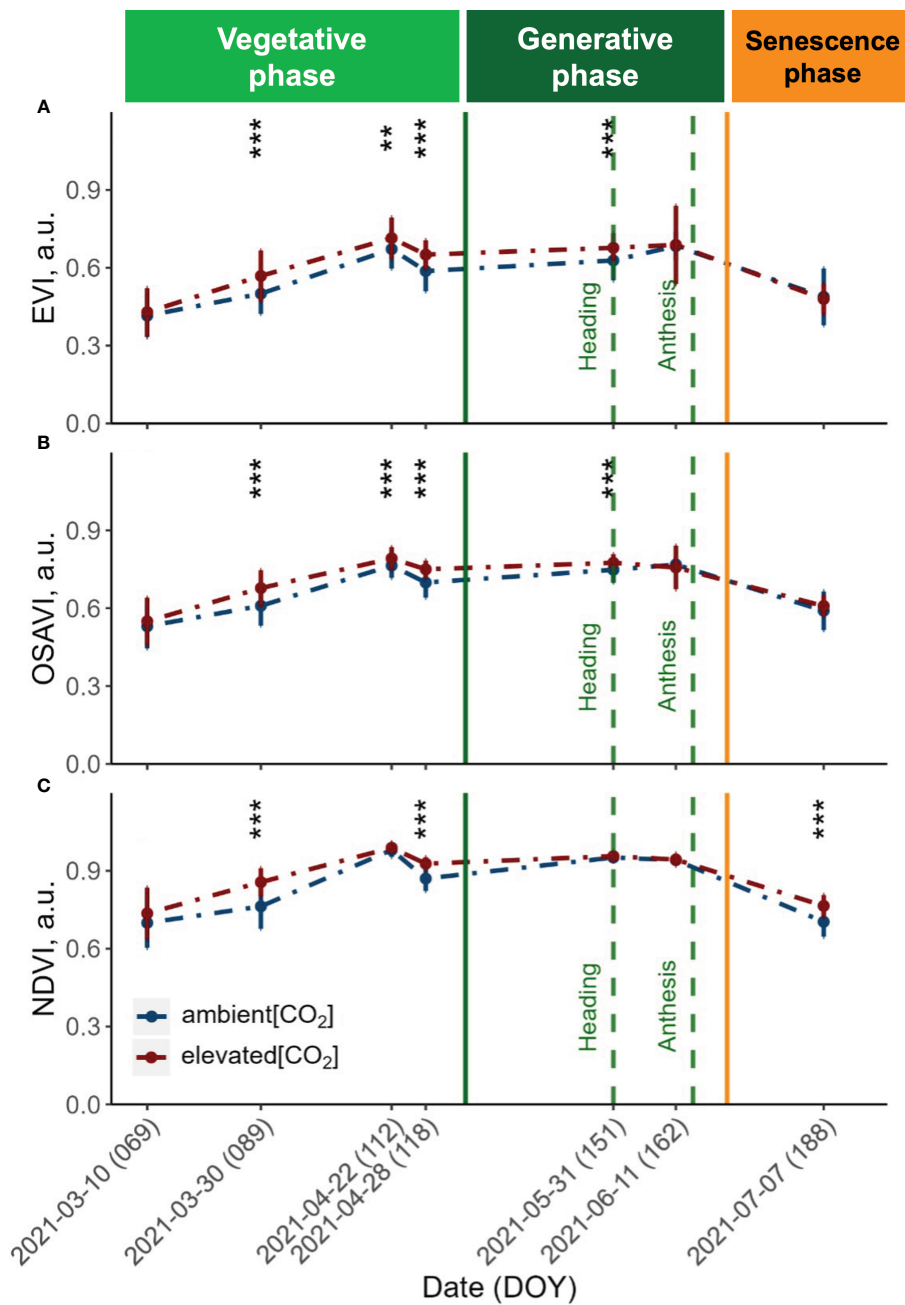 Vegetative
phase
Generative
phase
Senescence
phase
A
***
**
***
***
EVI, a.u.
0.9
0.6
0.3
0.0
Heading
Anthesis
B
***
***
***
***
OSAVI, a.u.
0.9
0.6
0.3
0.0
Heading
Anthesis
C
***
***
***
NDVI, a.u.
0.9
0.6
0.3
0.0
Heading
Anthesis
ambient[CO₂]
elevated[CO₂]
2021-03-10 (069)
2021-03-30 (089)
2021-04-22 (112)
2021-04-28 (118)
2021-05-31 (151)
2021-06-11 (162)
2021-07-07 (188)
Date (DOY)